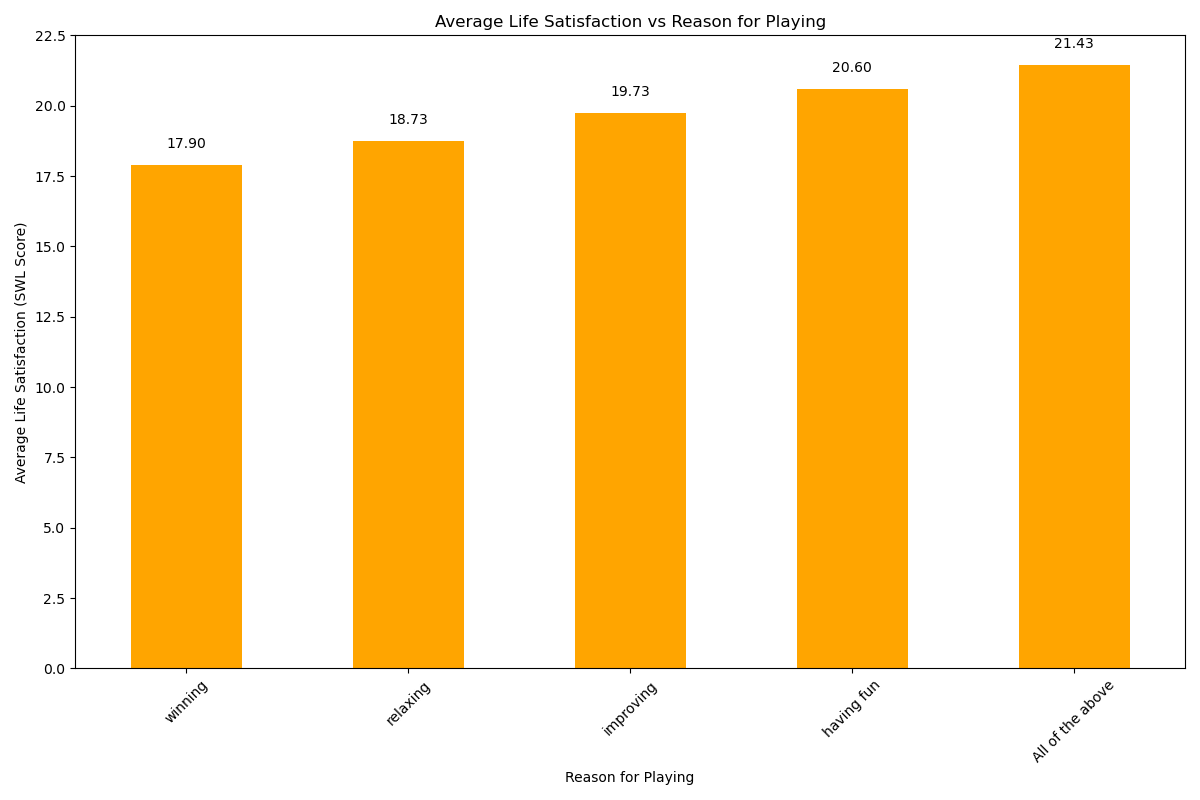 Average Life Satisfaction vs Reason for Playing
Average Life Satisfaction (SWL Score)
22.5
20.0
17.5
15.0
12.5
10.0
7.5
5.0
2.5
0.0
17.90
18.73
19.73
20.60
21.43
winning
relaxing
improving
having fun
All of the above
Reason for Playing